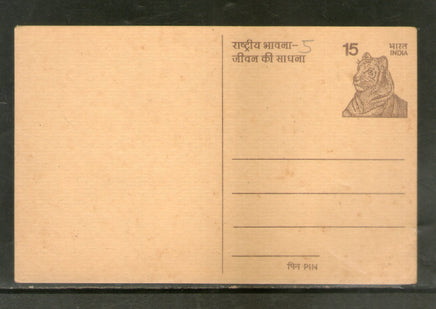 राष्ट्रीय भावना-5
जीवन की साधना
15 भारत
INDIA
पिन PIN